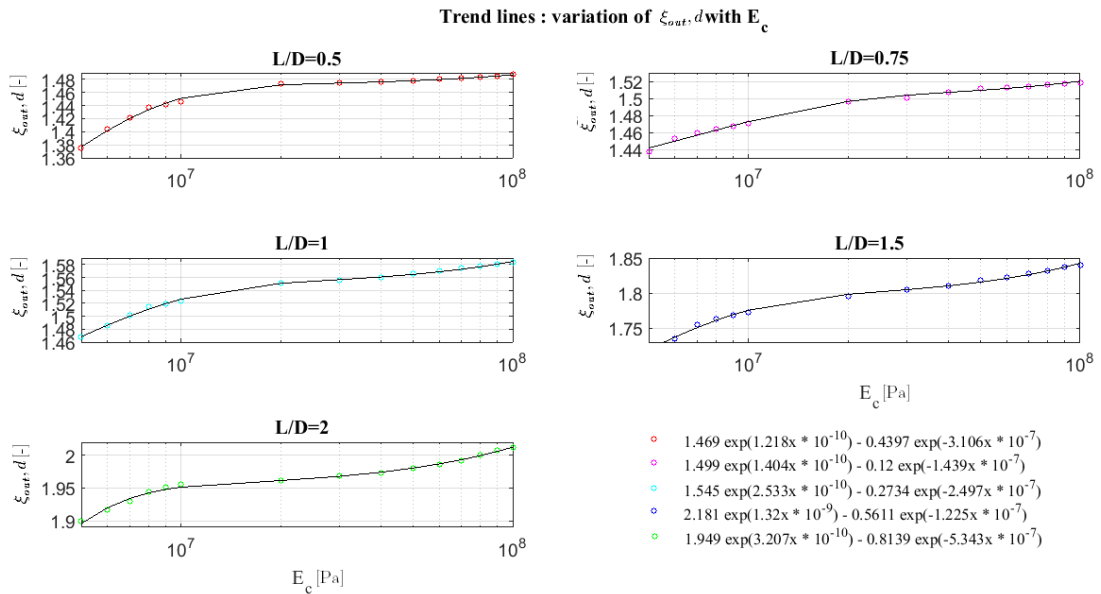 Trend lines : variation of ξout, d with Ec
L/D=0.5
1.48
1.46
1.44
1.42
1.4
1.38
1.36
ξout, d [-]
10^7
10^8
L/D=0.75
1.52
1.5
1.48
1.46
1.44
ξout, d [-]
10^7
10^8
L/D=1
1.58
1.56
1.54
1.52
1.5
1.48
1.46
ξout, d [-]
10^7
10^8
L/D=1.5
1.85
1.8
1.75
ξout, d [-]
10^7
10^8
Ec [Pa]
L/D=2
2
1.95
1.9
ξout, d [-]
10^7
10^8
Ec [Pa]
1.469 exp(1.218x * 10^-10) - 0.4397 exp(-3.106x * 10^-7)
1.499 exp(1.404x * 10^-10) - 0.12 exp(-1.439x * 10^-7)
1.545 exp(2.533x * 10^-10) - 0.2734 exp(-2.497x * 10^-7)
2.181 exp(1.32x * 10^-9) - 0.5611 exp(-1.225x * 10^-7)
1.949 exp(3.207x * 10^-10) - 0.8139 exp(-5.343x * 10^-7)